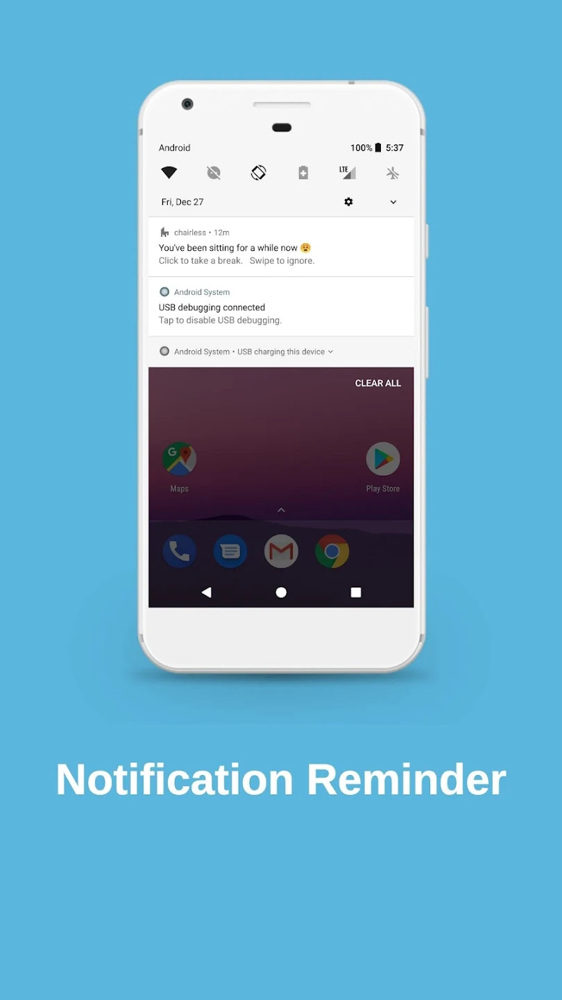 Android 100% 5:37
LTE
Fri, Dec 27
chairless • 12m
You've been sitting for a while now 😧
Click to take a break. Swipe to ignore.
Android System
USB debugging connected
Tap to disable USB debugging.
Android System • USB charging this device
CLEAR ALL
G
Maps Play Store
Notification Reminder